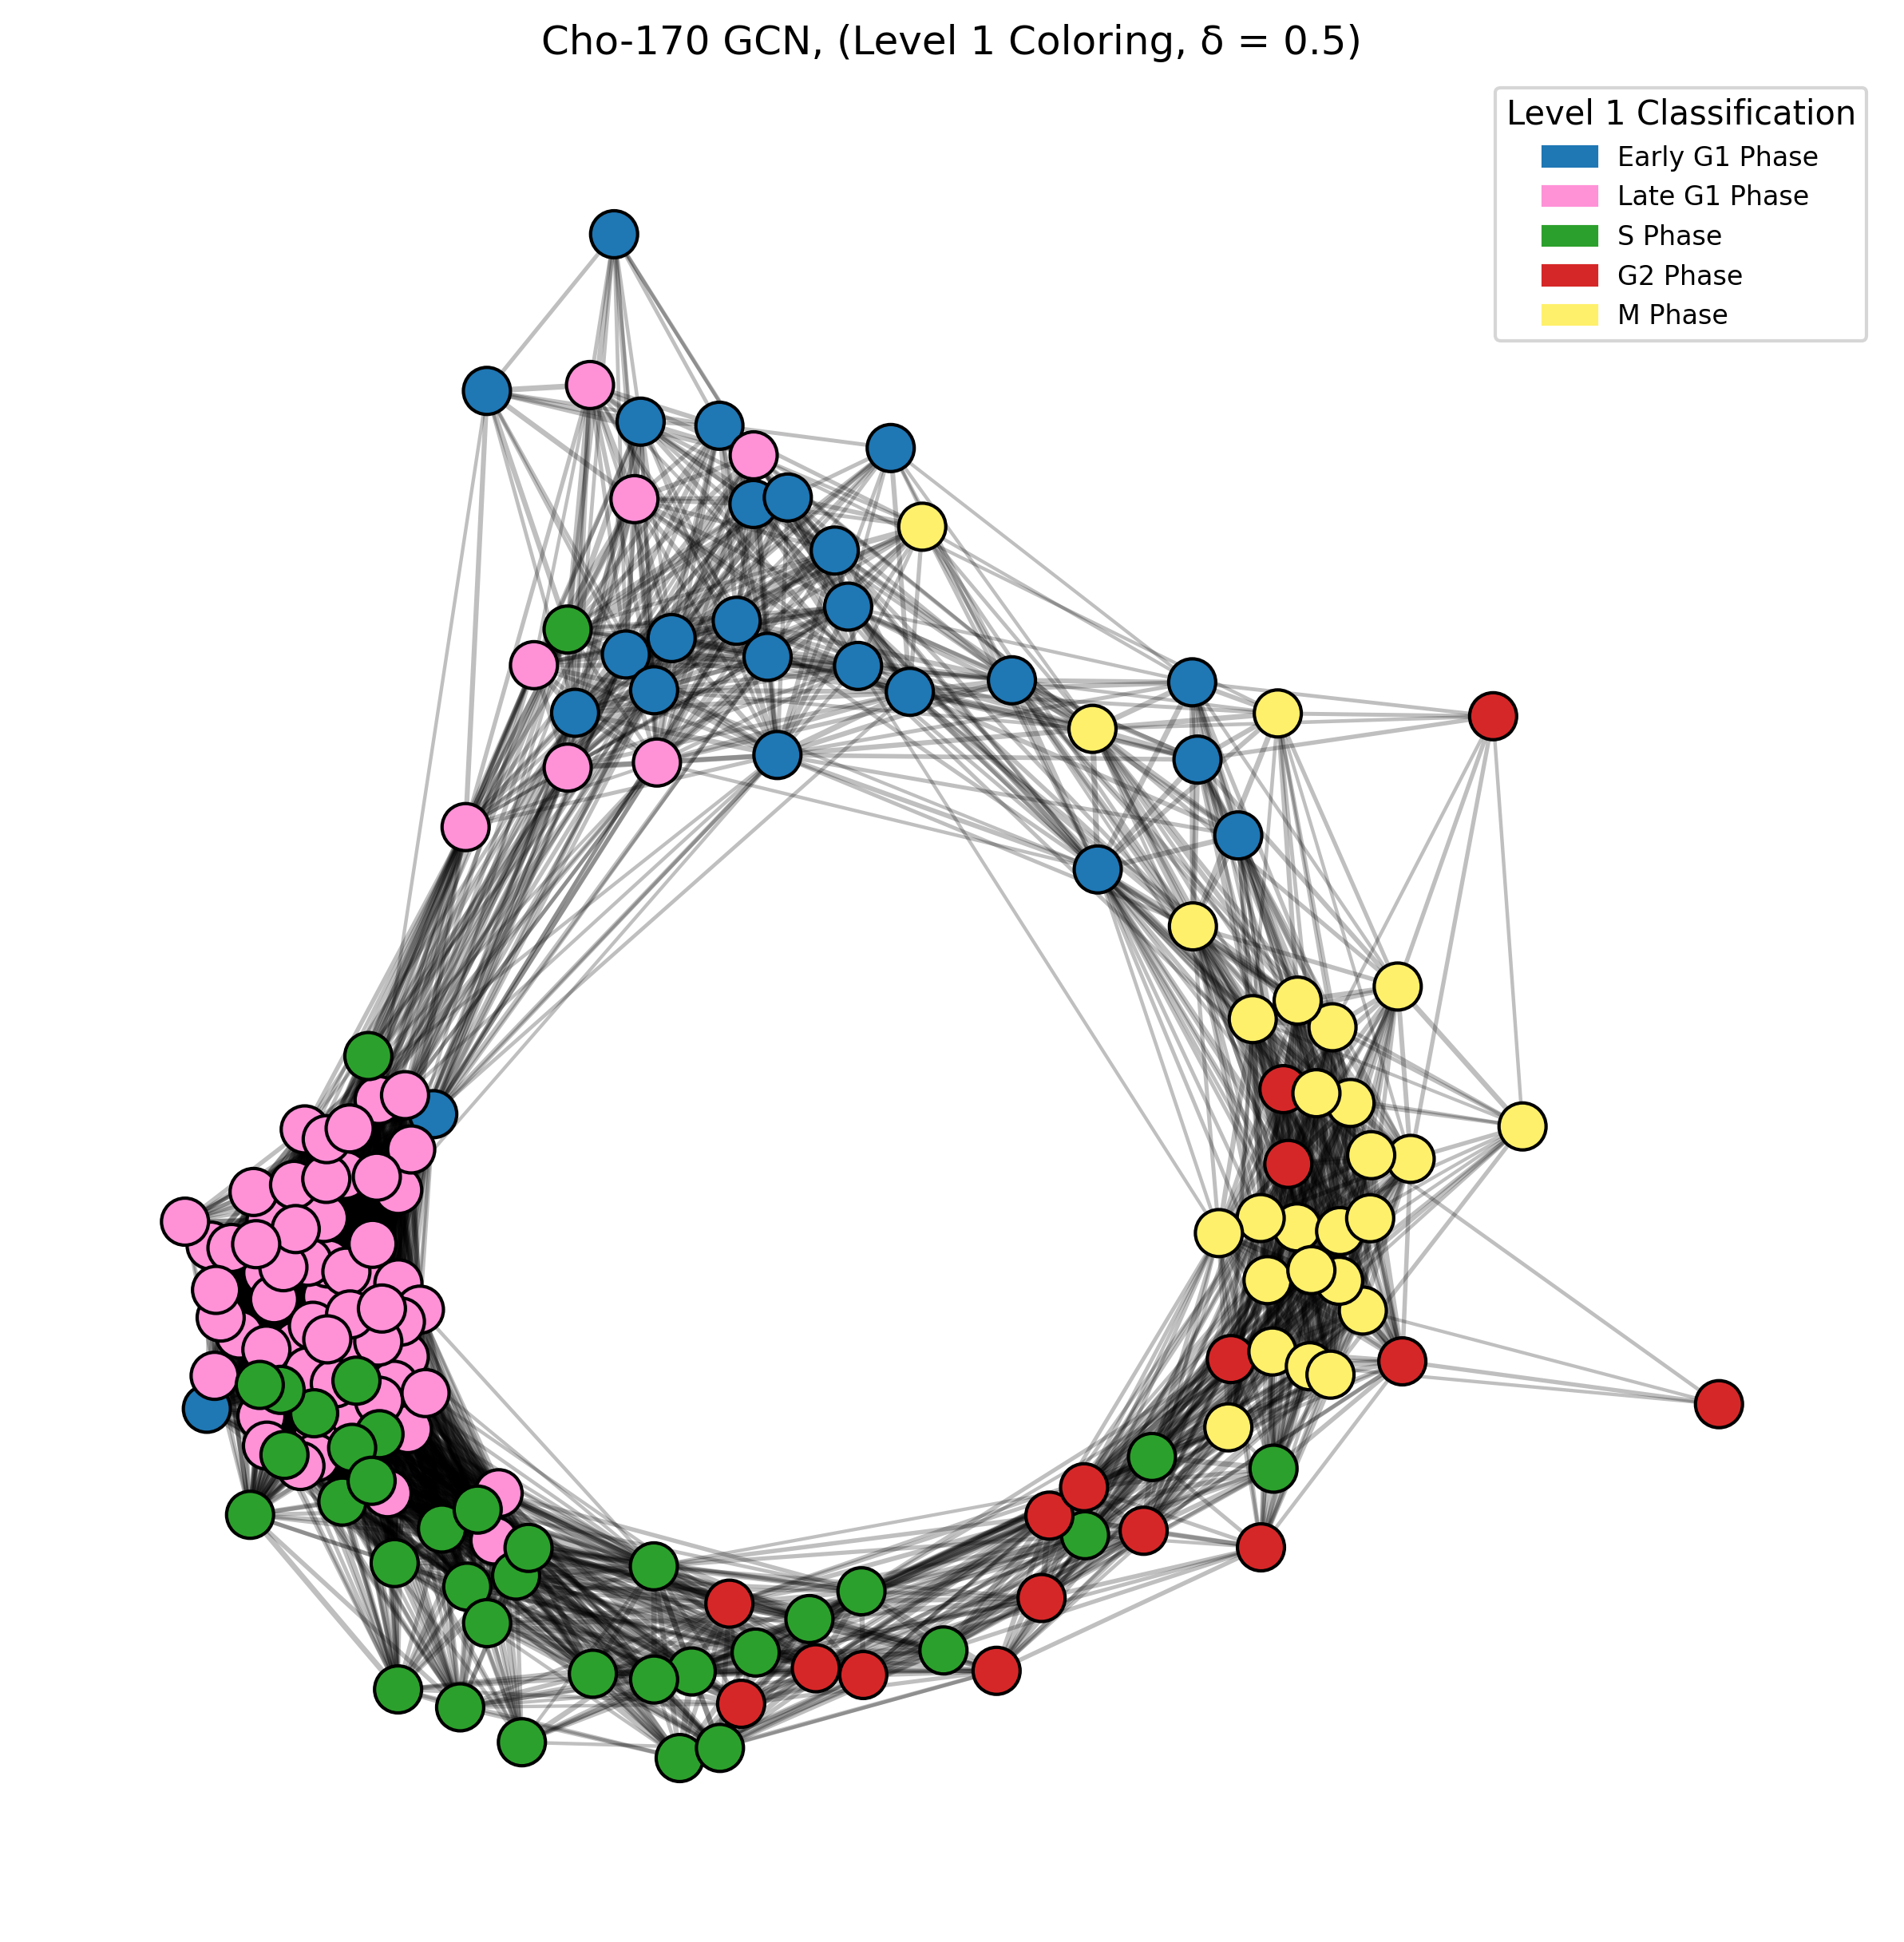 Cho-170 GCN, (Level 1 Coloring, δ = 0.5)
Level 1 Classification
Early G1 Phase
Late G1 Phase
S Phase
G2 Phase
M Phase